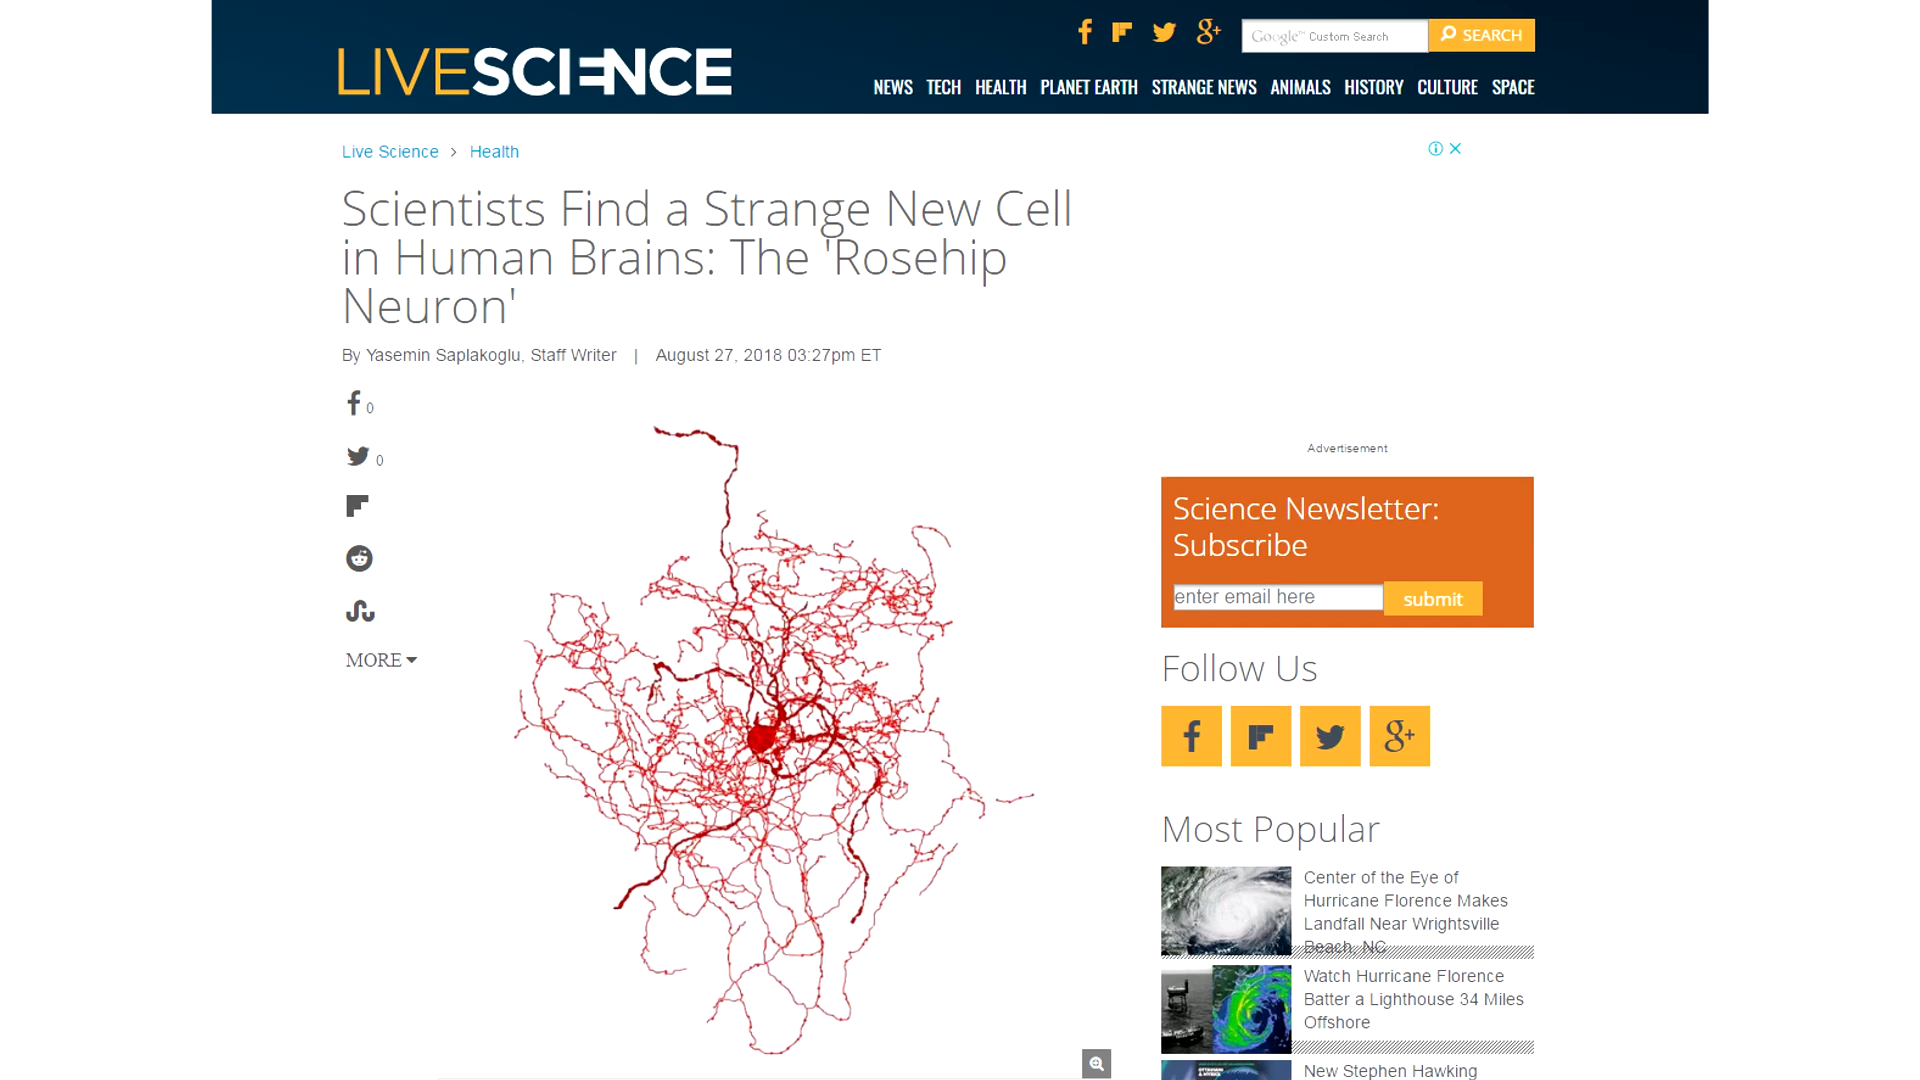 LIVESCIENCE
Google™ Custom Search
SEARCH
NEWS TECH HEALTH PLANET EARTH STRANGE NEWS ANIMALS HISTORY CULTURE SPACE
Live Science > Health
Scientists Find a Strange New Cell
in Human Brains: The 'Rosehip
Neuron'
By Yasemin Saplakoglu, Staff Writer | August 27, 2018 03:27pm ET
0
0
MORE
Advertisement
Science Newsletter:
Subscribe
enter email here
submit
Follow Us
Most Popular
Center of the Eye of
Hurricane Florence Makes
Landfall Near Wrightsville
Beach, NC
Watch Hurricane Florence
Batter a Lighthouse 34 Miles
Offshore
New Stephen Hawking